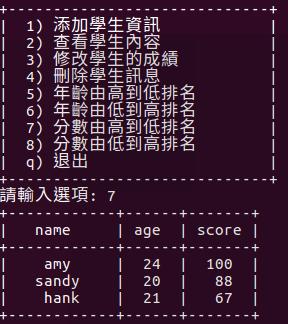 +------------------------------+
|  1) 添加學生資訊  |
|  2) 查看學生內容  |
|  3) 修改學生的成績  |
|  4) 刪除學生訊息  |
|  5) 年齡由高到低排名  |
|  6) 年齡由低到高排名  |
|  7) 分數由高到低排名  |
|  8) 分數由低到高排名  |
|  q) 退出  |
+------------------------------+
請輸入選項: 7
+------------+------+-------+
|   name     | age  | score |
+------------+------+-------+
|    amy     |  24  |  100  |
|   sandy    |  20  |   88  |
|    hank    |  21  |   67  |
+------------+------+-------+